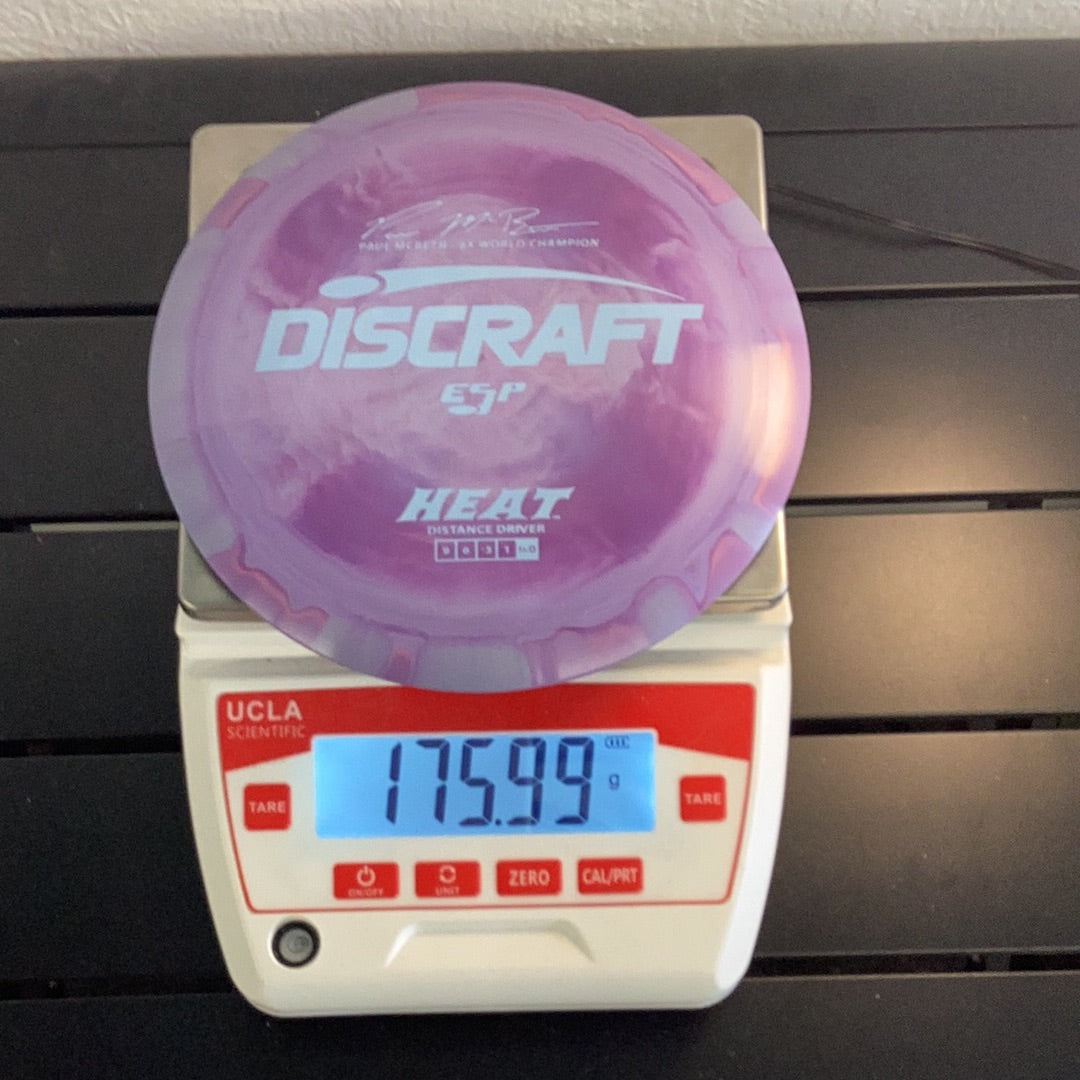 PAUL MCBETH - 6X WORLD CHAMPION
DISCRAFT
ESP
HEAT
DISTANCE DRIVER
9 6 -3 1
UCLA
SCIENTIFIC
175.99 g
TARE
TARE
ON/OFF
UNIT
ZERO
CAL/PRT